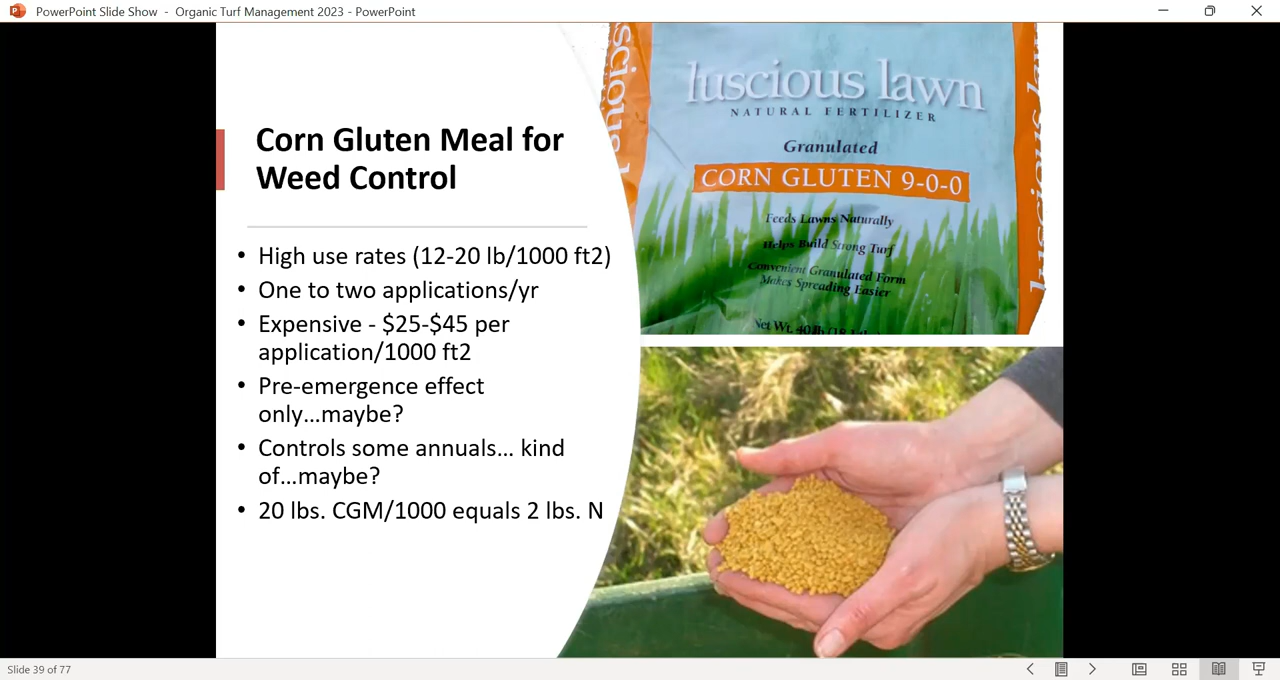 PowerPoint Slide Show - Organic Turf Management 2023 - PowerPoint
Corn Gluten Meal for
Weed Control
• High use rates (12-20 lb/1000 ft2)
• One to two applications/yr
• Expensive - $25-$45 per
application/1000 ft2
• Pre-emergence effect
only...maybe?
• Controls some annuals... kind
of...maybe?
• 20 lbs. CGM/1000 equals 2 lbs. N
luscious lawn
NATURAL FERTILIZER
Granulated
CORN GLUTEN 9-0-0
Feeds Lawns Naturally
Helps Build Strong Turf
Convenient Granulated Form
Makes Spreading Easier
Net Wt. 40 lb
Slide 39 of 77